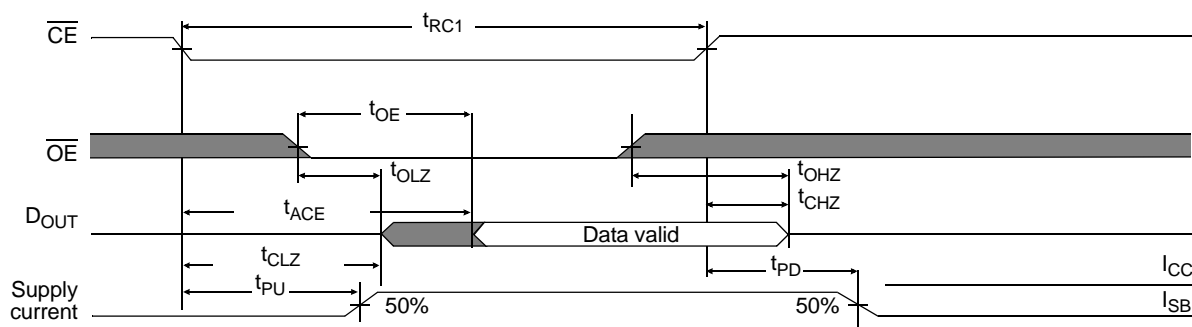 tRC1
CE
tOE
OE
tOLZ
tOHZ
tACE
tCHZ
DOUT
Data valid
tCLZ
tPD
ICC
tPU
Supply
current
50%
50%
ISB